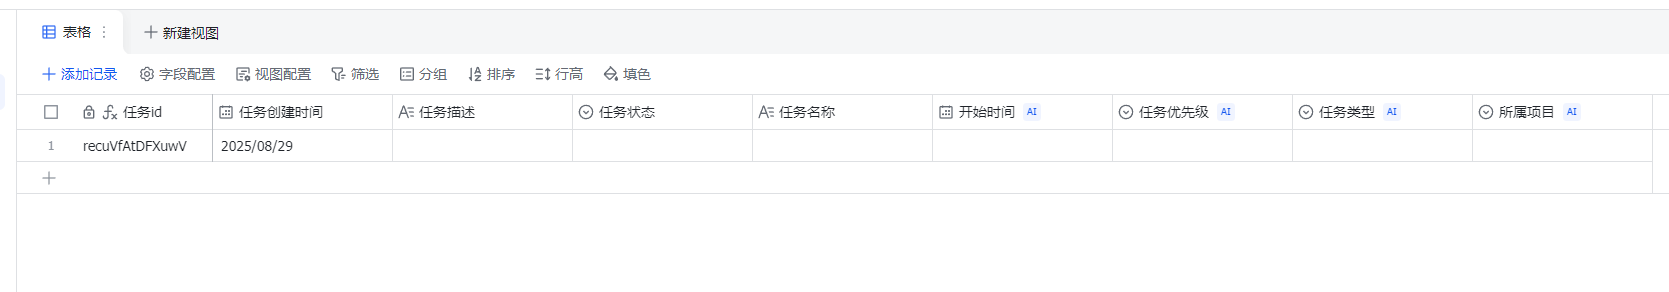 表格 新建视图
添加记录 字段配置 视图配置 筛选 分组 排序 行高 填色
任务id 任务创建时间 任务描述 任务状态 任务名称 开始时间 AI 任务优先级 AI 任务类型 AI 所属项目 AI
1 recuVfAtDFXuwV 2025/08/29